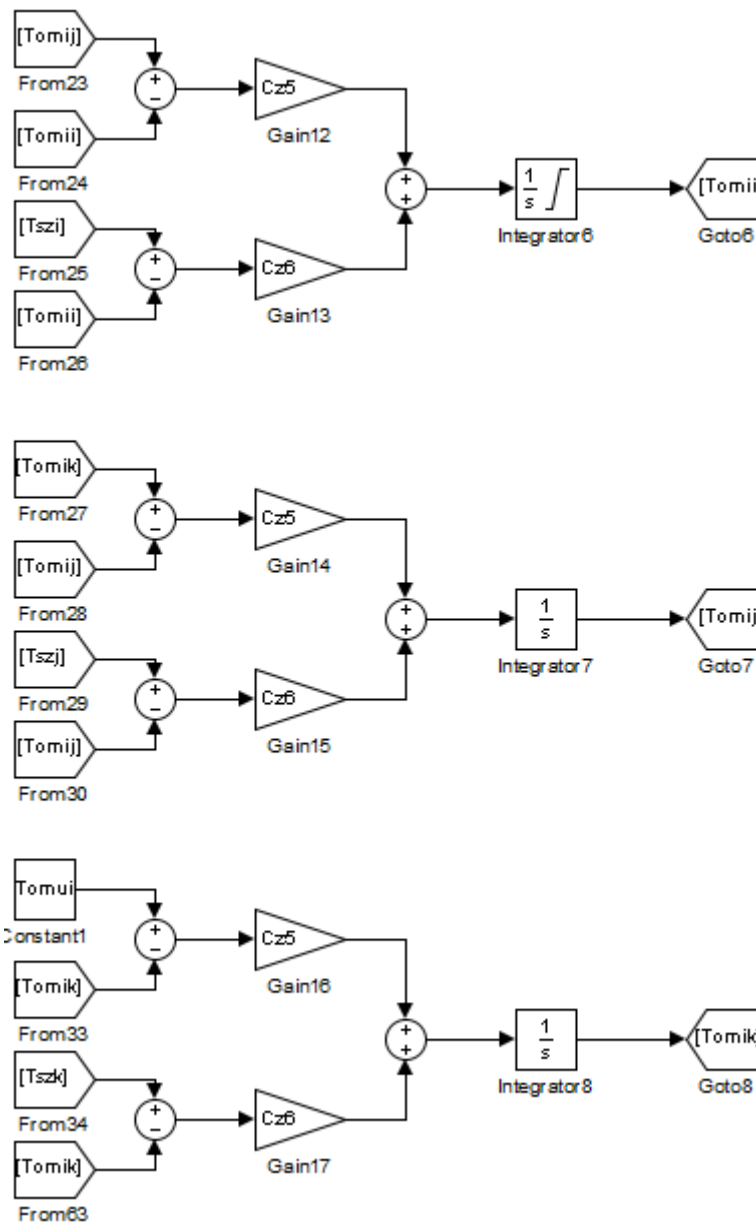 [Tomij]
From23
+
−
Cz5
Gain12
[Tomii]
From24
[Tszi]
From25
+
−
Cz6
Gain13
[Tomii]
From26
+
+
1
s
Integrator6
[Tomii
Goto6
[Tomik]
From27
+
−
Cz5
Gain14
[Tomij]
From28
[Tszj]
From29
+
−
Cz6
Gain15
[Tomij]
From30
+
+
1
s
Integrator7
[Tomij
Goto7
Tomui
Constant1
+
−
Cz5
Gain16
[Tomik]
From33
[Tszk]
From34
+
−
Cz6
Gain17
[Tomik]
From63
+
+
1
s
Integrator8
[Tomik
Goto8